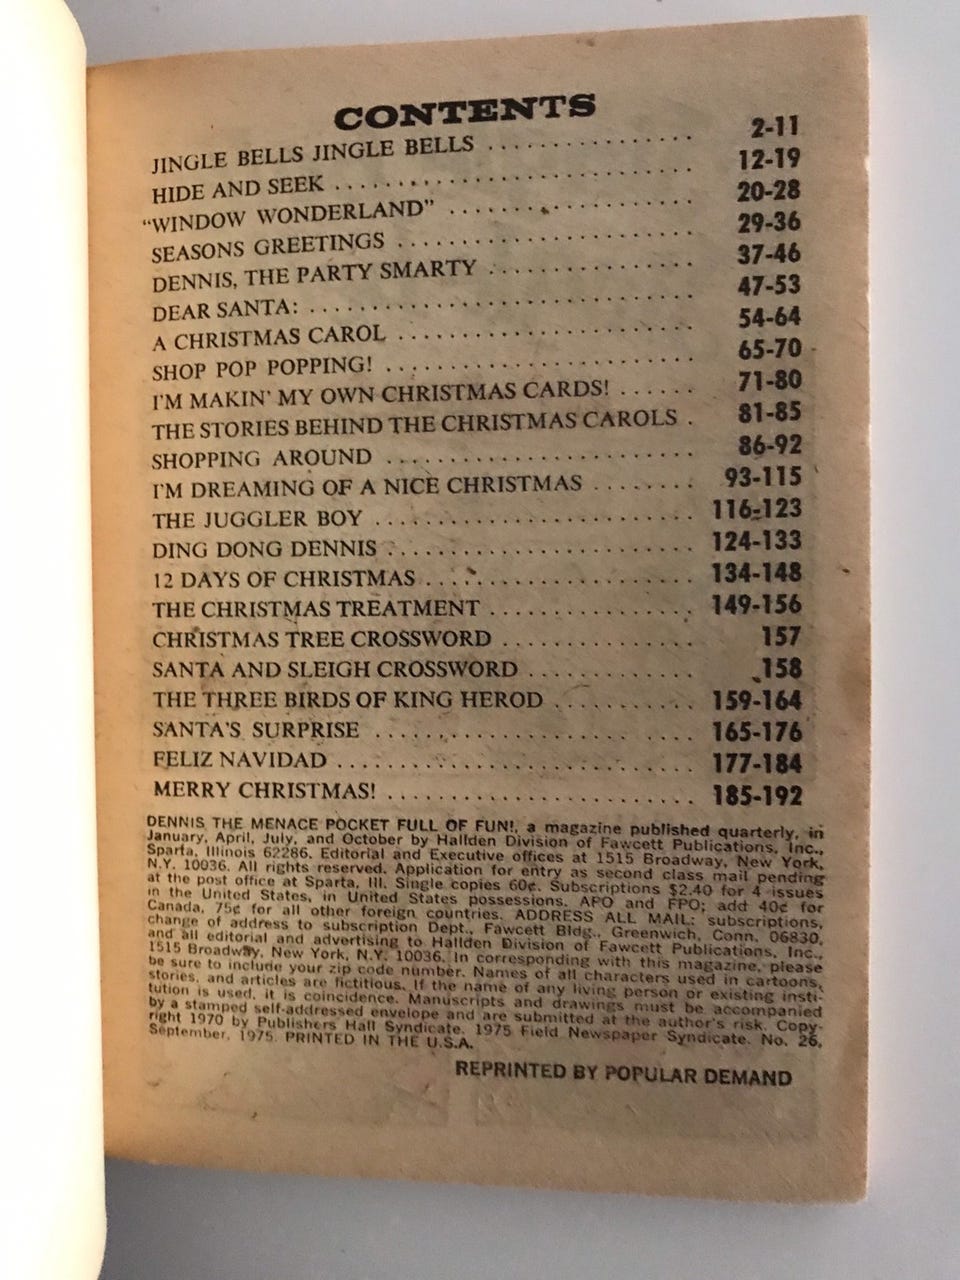 CONTENTS
JINGLE BELLS JINGLE BELLS . . . . . . . . . . . . . . . 2-11
HIDE AND SEEK . . . . . . . . . . . . . . . . . . . . . . . . . . 12-19
"WINDOW WONDERLAND" . . . . . . . . . . . . . . . . . . 20-28
SEASONS GREETINGS . . . . . . . . . . . . . . . . . . . . . 29-36
DENNIS, THE PARTY SMARTY . . . . . . . . . . . . . . . 37-46
DEAR SANTA: . . . . . . . . . . . . . . . . . . . . . . . . . . . . 47-53
A CHRISTMAS CAROL . . . . . . . . . . . . . . . . . . . . . 54-64
SHOP POP POPPING! . . . . . . . . . . . . . . . . . . . . . . 65-70
I'M MAKIN' MY OWN CHRISTMAS CARDS! . . . . . . 71-80
THE STORIES BEHIND THE CHRISTMAS CAROLS . 81-85
SHOPPING AROUND . . . . . . . . . . . . . . . . . . . . . . 86-92
I'M DREAMING OF A NICE CHRISTMAS . . . . . . . . 93-115
THE JUGGLER BOY . . . . . . . . . . . . . . . . . . . . . . . 116-123
DING DONG DENNIS . . . . . . . . . . . . . . . . . . . . . . 124-133
12 DAYS OF CHRISTMAS . . . . . . . . . . . . . . . . . . . 134-148
THE CHRISTMAS TREATMENT . . . . . . . . . . . . . . . 149-156
CHRISTMAS TREE CROSSWORD . . . . . . . . . . . . . . 157
SANTA AND SLEIGH CROSSWORD . . . . . . . . . . . . 158
THE THREE BIRDS OF KING HEROD . . . . . . . . . . 159-164
SANTA'S SURPRISE . . . . . . . . . . . . . . . . . . . . . . . 165-176
FELIZ NAVIDAD . . . . . . . . . . . . . . . . . . . . . . . . . . 177-184
MERRY CHRISTMAS! . . . . . . . . . . . . . . . . . . . . . . 185-192
DENNIS THE MENACE POCKET FULL OF FUN!, a magazine published quarterly, in
January, April, July, and October by Hallden Division of Fawcett Publications, Inc.,
Sparta, Illinois 62286. Editorial and Executive offices at 1515 Broadway, New York,
N.Y. 10036. All rights reserved. Application for entry as second class mail pending
at the post office at Sparta, Ill. Single copies 60¢. Subscriptions $2.40 for 4 issues
in the United States, in United States possessions. APO and FPO; add 40¢ for
Canada, 75¢ for all other foreign countries. ADDRESS ALL MAIL: subscriptions,
change of address to subscription Dept., Fawcett Bldg., Greenwich, Conn. 06830,
and all editorial and advertising to Hallden Division of Fawcett Publications, Inc.,
1515 Broadway, New York, N.Y. 10036. In corresponding with this magazine, please
be sure to include your zip code number. Names of all characters used in cartoons,
stories, and articles are fictitious. If the name of any living person or existing insti-
tution is used, it is coincidence. Manuscripts and drawings must be accompanied
by a stamped self-addressed envelope and are submitted at the author's risk. Copy-
right 1970 by Publishers Hall Syndicate. 1975 Field Newspaper Syndicate. No. 26,
September, 1975. PRINTED IN THE U.S.A.
REPRINTED BY POPULAR DEMAND